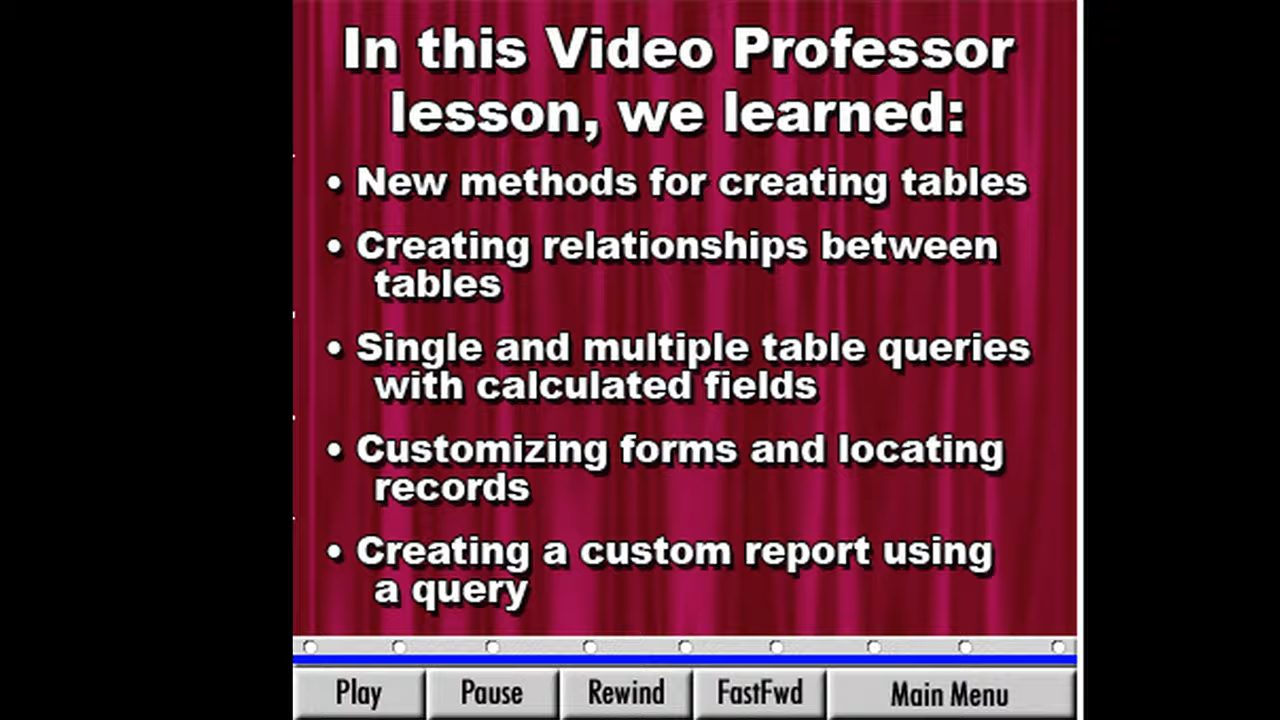 In this Video Professor
lesson, we learned:
• New methods for creating tables
• Creating relationships between
tables
• Single and multiple table queries
with calculated fields
• Customizing forms and locating
records
• Creating a custom report using
a query
Play Pause Rewind FastFwd Main Menu